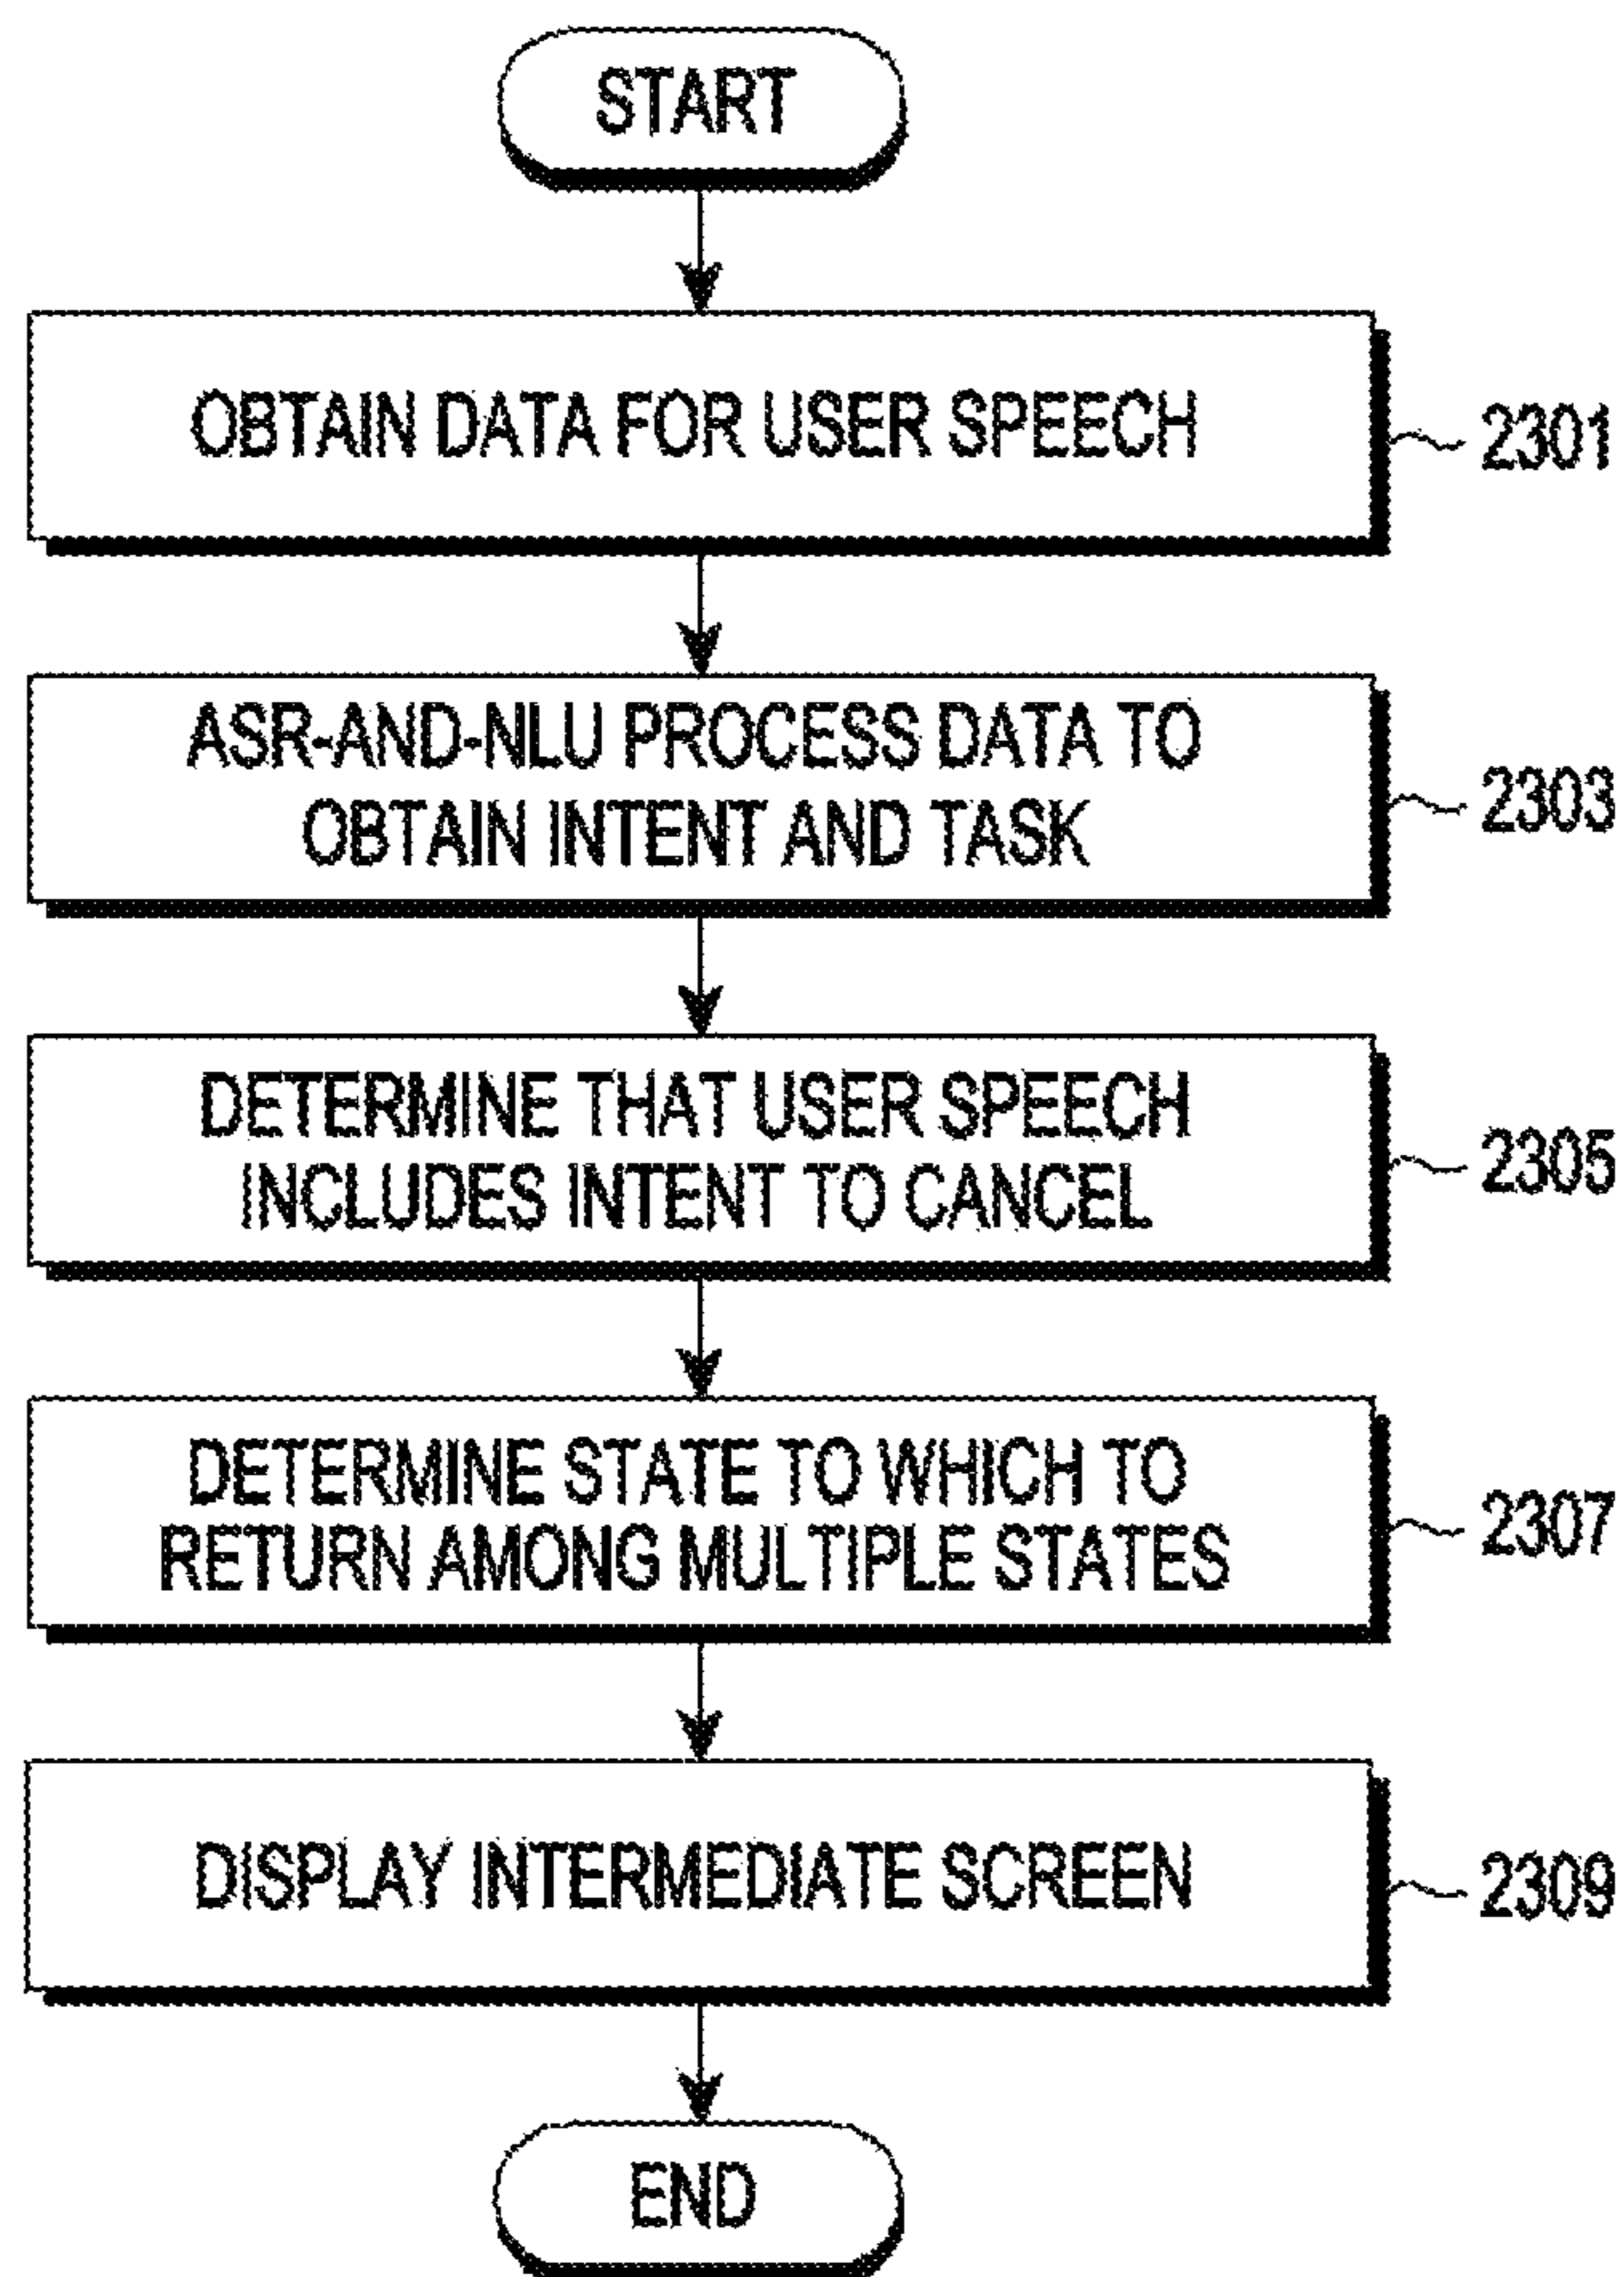 START
OBTAIN DATA FOR USER SPEECH
2301
ASR-AND-NLU PROCESS DATA TO
OBTAIN INTENT AND TASK
2303
DETERMINE THAT USER SPEECH
INCLUDES INTENT TO CANCEL
2305
DETERMINE STATE TO WHICH TO
RETURN AMONG MULTIPLE STATES
2307
DISPLAY INTERMEDIATE SCREEN
2309
END